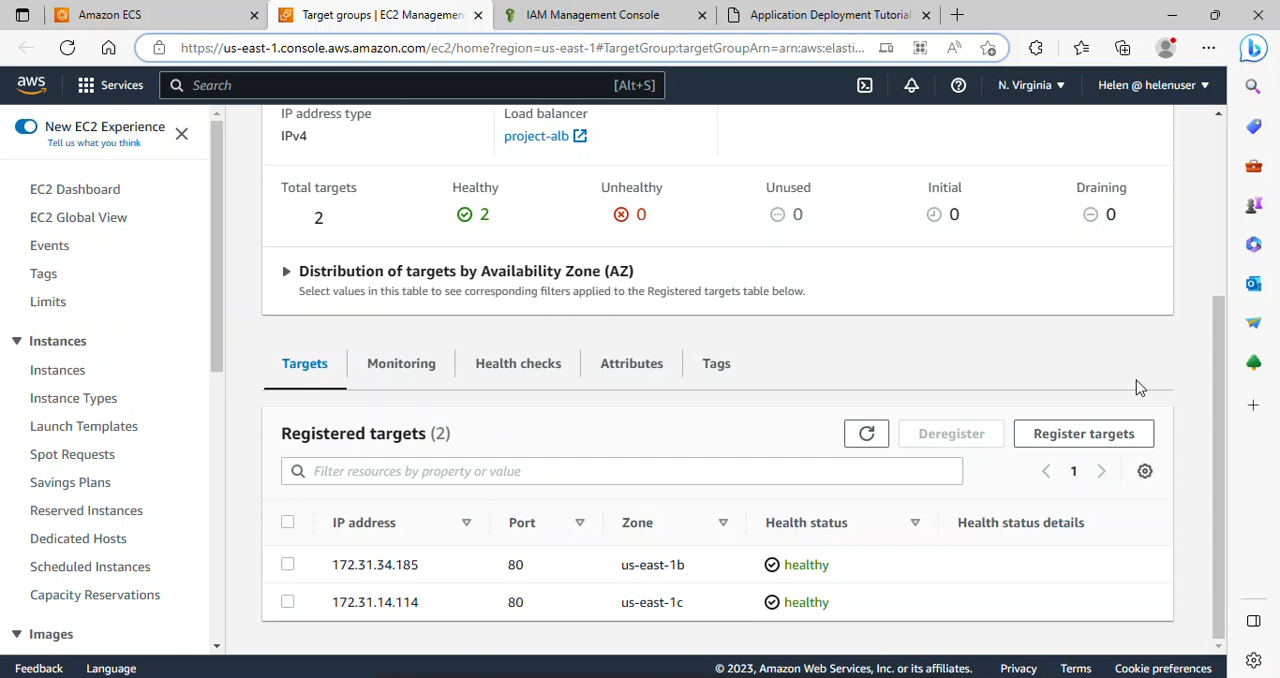 Amazon ECS
Target groups | EC2 Managemen
IAM Management Console
Application Deployment Tutorial
https://us-east-1.console.aws.amazon.com/ec2/home?region=us-east-1#TargetGroup:targetGroupArn=arn:aws:elasti...
aws
Services
Search
[Alt+S]
N. Virginia
Helen @ helenuser
New EC2 Experience
Tell us what you think
EC2 Dashboard
EC2 Global View
Events
Tags
Limits
Instances
Instances
Instance Types
Launch Templates
Spot Requests
Savings Plans
Reserved Instances
Dedicated Hosts
Scheduled Instances
Capacity Reservations
Images
IP address type
IPv4
Load balancer
project-alb
Total targets
2
Healthy
2
Unhealthy
0
Unused
0
Initial
0
Draining
0
Distribution of targets by Availability Zone (AZ)
Select values in this table to see corresponding filters applied to the Registered targets table below.
Targets
Monitoring
Health checks
Attributes
Tags
Registered targets (2)
Deregister
Register targets
Filter resources by property or value
1
IP address Port Zone Health status Health status details
172.31.34.185 80 us-east-1b healthy
172.31.14.114 80 us-east-1c healthy
Feedback Language © 2023, Amazon Web Services, Inc. or its affiliates. Privacy Terms Cookie preferences